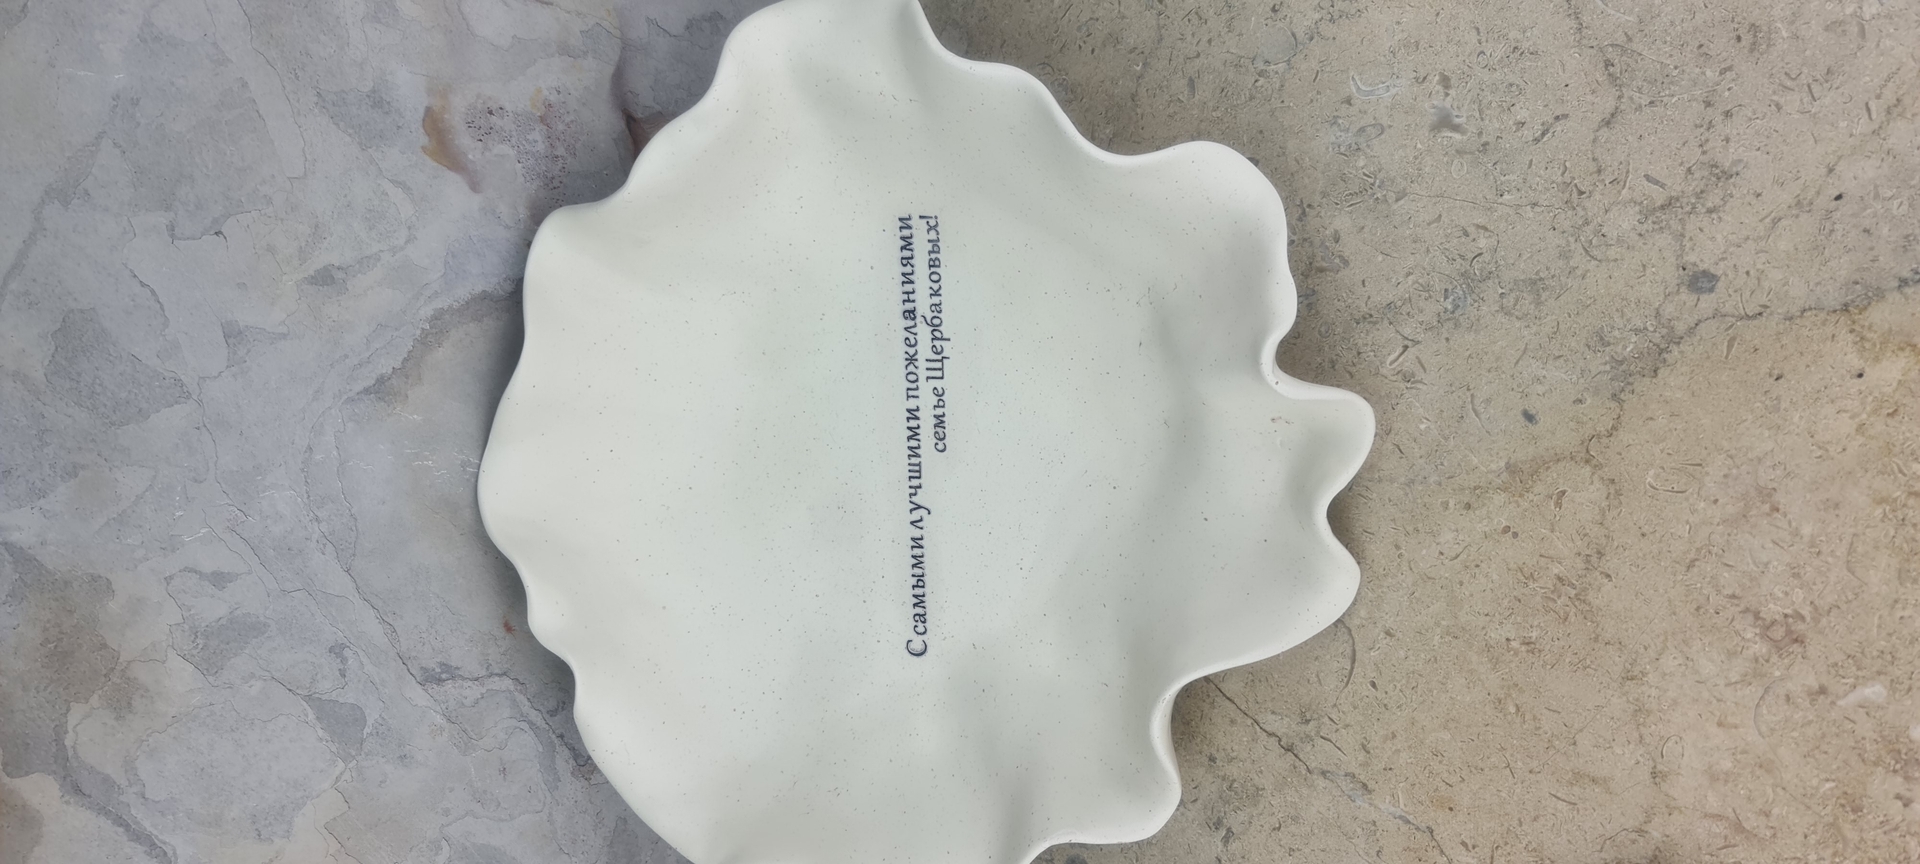 С самыми лучшими пожеланиями
семье Щербаковых!